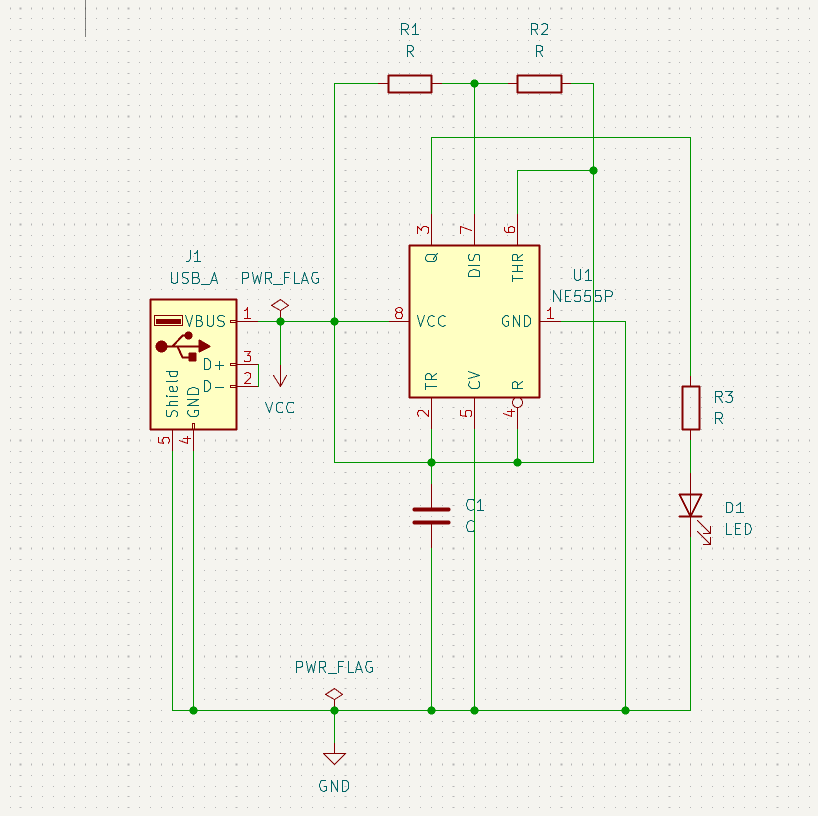 R1
R
R2
R
3
7
6
Q
DIS
THR
J1
USB_A
PWR_FLAG
U1
NE555P
VBUS
1
8
VCC
GND
1
D+
3
D-
2
Shield
GND
5
4
VCC
TR
CV
R
2
5
4
R3
R
C1
C
D1
LED
PWR_FLAG
GND